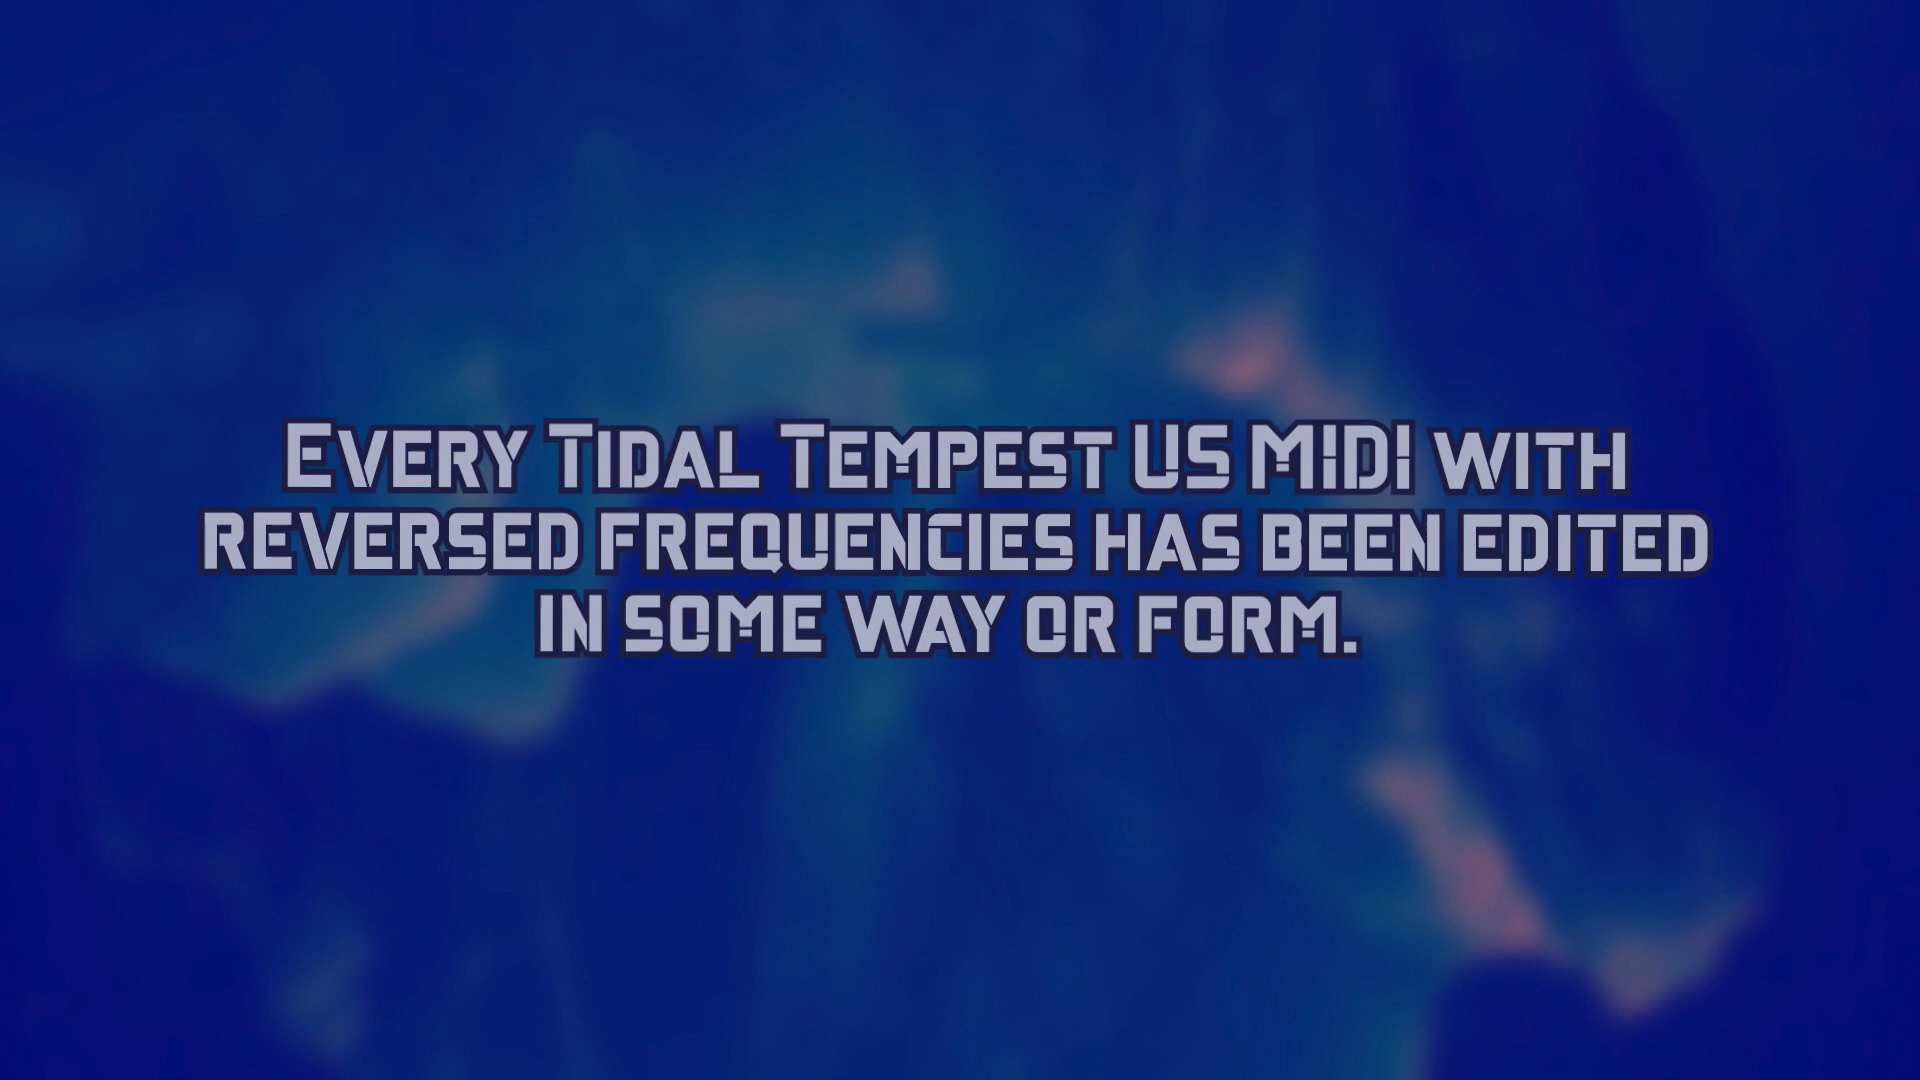 Every Tidal Tempest US MIDI with
reversed frequencies has been edited
in some way or form.